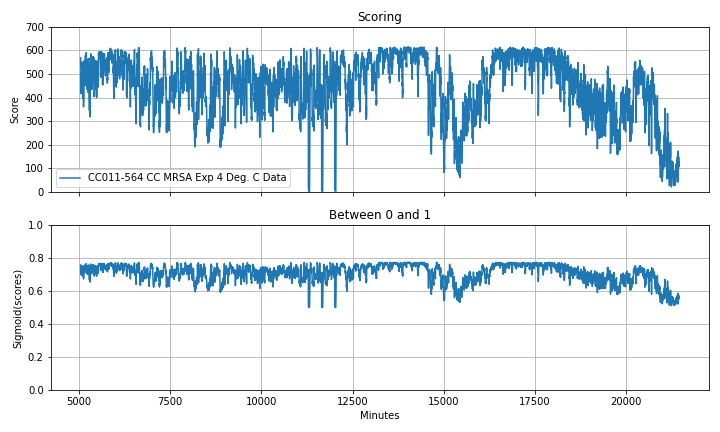 Scoring
700
600
500
400
300
200
100
0
Score
CC011-564 CC MRSA Exp 4 Deg. C Data
Between 0 and 1
1.0
0.8
0.6
0.4
0.2
0.0
Sigmoid(scores)
5000 7500 10000 12500 15000 17500 20000
Minutes